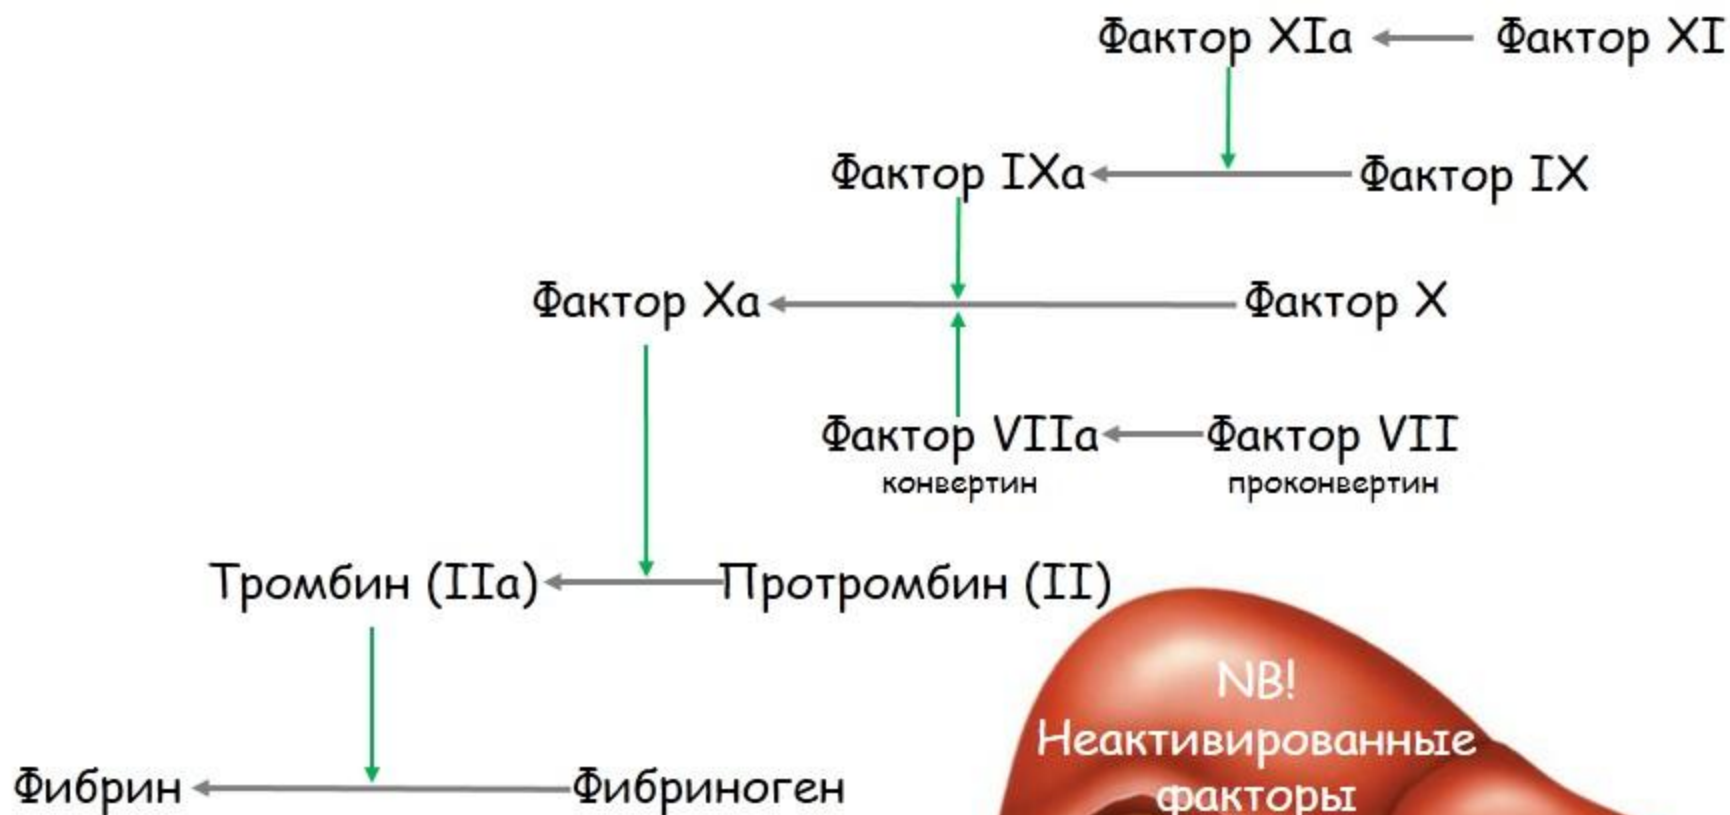 Фактор XIa Фактор XI
Фактор IXa Фактор IX
Фактор Xa Фактор X
Фактор VIIa Фактор VII
конвертин проконвертин
Тромбин (IIa) Протромбин (II)
Фибрин Фибриноген
NB!
Неактивированные
факторы